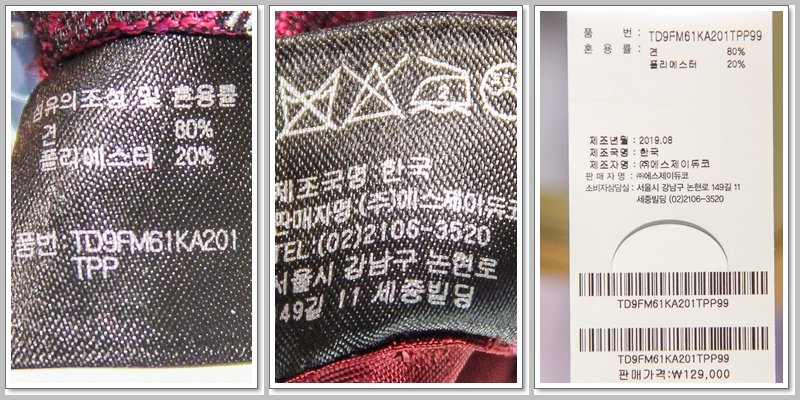 섬유의 조성 및 혼용률
견 80%
폴리에스터 20%
품번 TD9FM61KA201
TPP
제조국명 한국
판매자명 (주)에스제이듀코
TEL (02)2106-3520
서울시 강남구 논현로
149길 11 세종빌딩
품 번 : TD9FM61KA201TPP99
혼 용 률 : 견 80%
폴리에스터 20%
제조년월 : 2019.08
제조국명 : 한국
제조자명 : ㈜에스제이듀코
판 매 자 명 : ㈜에스제이듀코
소비자상담실 : 서울시 강남구 논현로 149길 11
세종빌딩 (02)2106-3520
TD9FM61KA201TPP99
TD9FM61KA201TPP99
판매가격:₩129,000